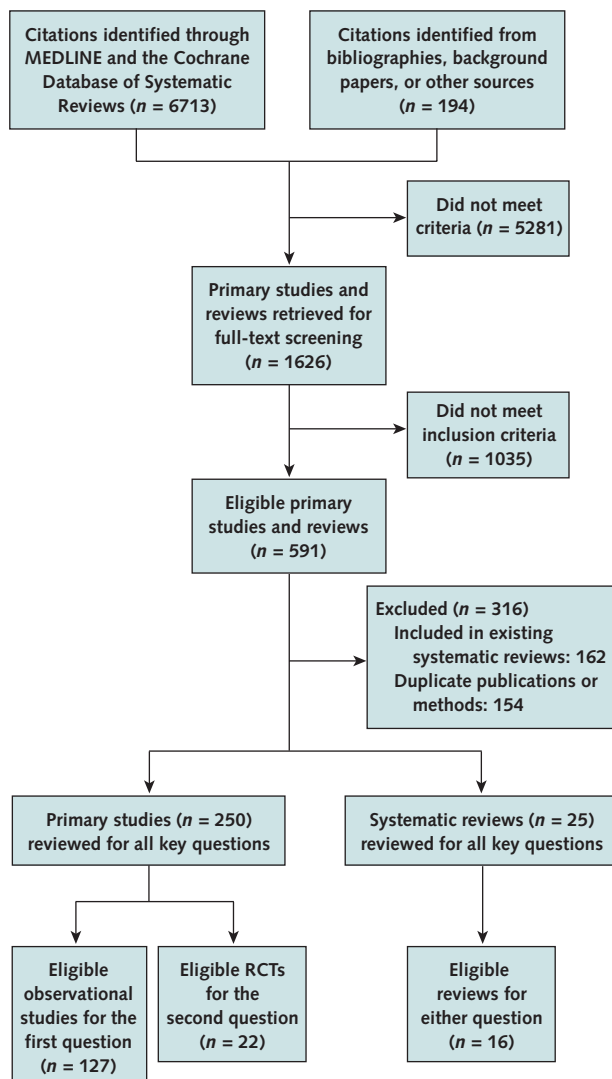 Citations identified through
MEDLINE and the Cochrane
Database of Systematic
Reviews (n = 6713)
Citations identified from
bibliographies, background
papers, or other sources
(n = 194)
Did not meet
criteria (n = 5281)
Primary studies and
reviews retrieved for
full-text screening
(n = 1626)
Did not meet
inclusion criteria
(n = 1035)
Eligible primary
studies and reviews
(n = 591)
Excluded (n = 316)
Included in existing
systematic reviews: 162
Duplicate publications or
methods: 154
Primary studies (n = 250)
reviewed for all key questions
Systematic reviews (n = 25)
reviewed for all key questions
Eligible
observational
studies for the
first question
(n = 127)
Eligible RCTs
for the
second question
(n = 22)
Eligible
reviews for
either question
(n = 16)